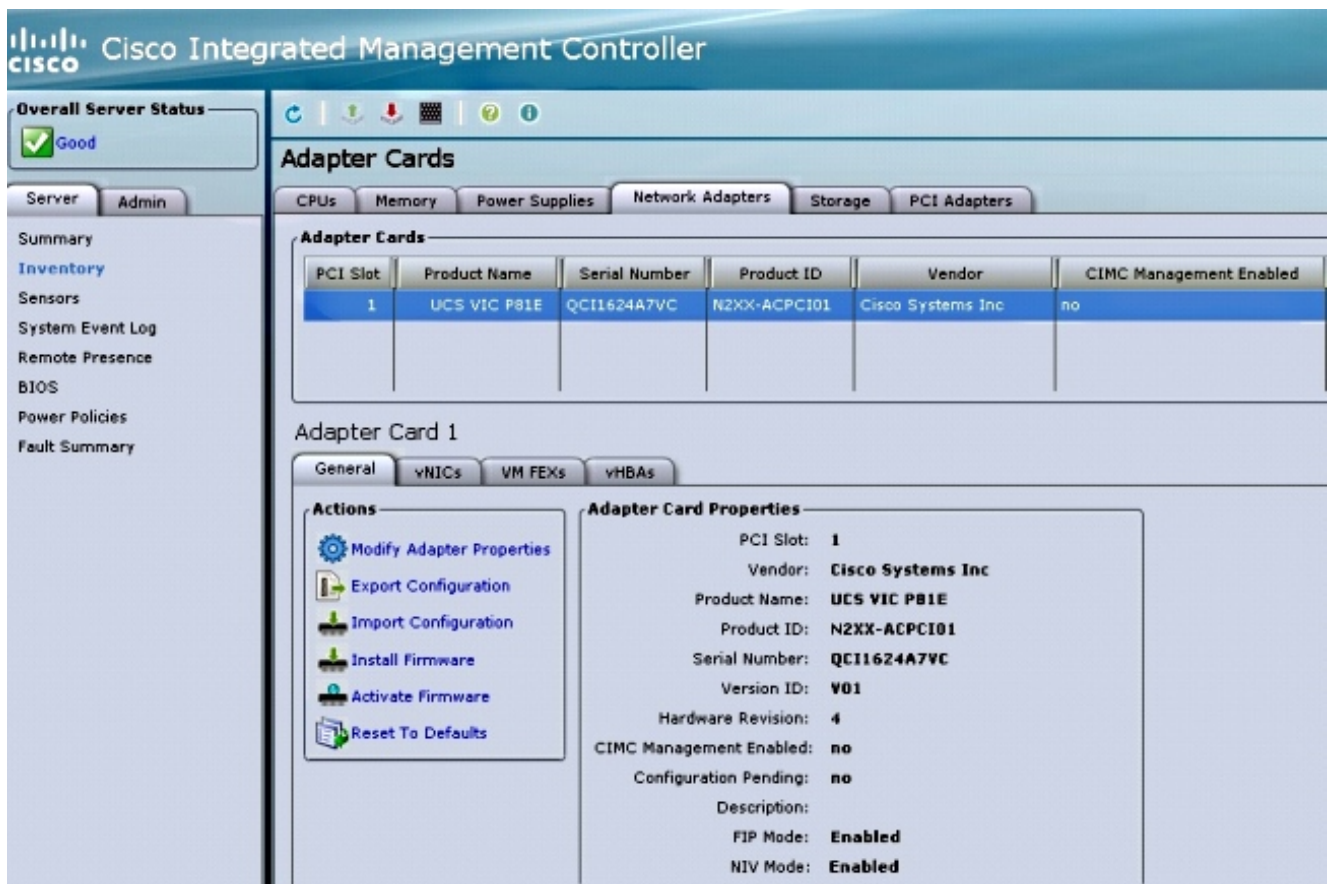 CISCO
Cisco Integrated Management Controller
Overall Server Status
Good
Server
Admin
Summary
Inventory
Sensors
System Event Log
Remote Presence
BIOS
Power Policies
Fault Summary
Adapter Cards
CPUs
Memory
Power Supplies
Network Adapters
Storage
PCI Adapters
Adapter Cards
PCI Slot Product Name Serial Number Product ID Vendor CIMC Management Enabled
1 UCS VIC P81E QCI1624A7VC N2XX-ACPCI01 Cisco Systems Inc no
Adapter Card 1
General
vNICs
VM FEXs
vHBAs
Actions
Modify Adapter Properties
Export Configuration
Import Configuration
Install Firmware
Activate Firmware
Reset To Defaults
Adapter Card Properties
PCI Slot: 1
Vendor: Cisco Systems Inc
Product Name: UCS VIC P81E
Product ID: N2XX-ACPCI01
Serial Number: QCI1624A7VC
Version ID: V01
Hardware Revision: 4
CIMC Management Enabled: no
Configuration Pending: no
Description:
FIP Mode: Enabled
NIV Mode: Enabled